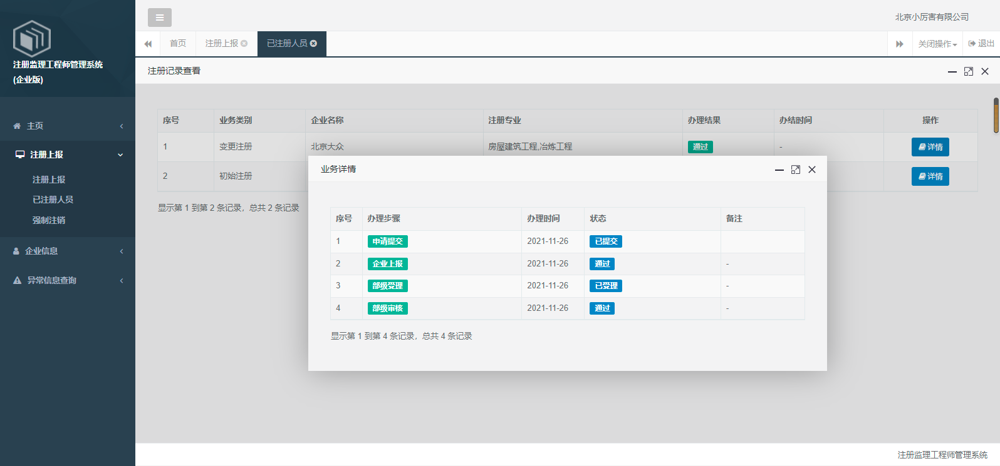 北京小厉害有限公司
注册监理工程师管理系统
(企业版)
首页 注册上报 已注册人员 关闭操作 退出
注册记录查看
主页
注册上报
注册上报
已注册人员
强制注销
企业信息
异常信息查询
序号 业务类别 企业名称 注册专业 办理结果 办结时间 操作
1 变更注册 北京大众 房屋建筑工程,冶炼工程 通过 - 详情
2 初始注册 详情
显示第 1 到第 2 条记录，总共 2 条记录
业务详情
序号 办理步骤 办理时间 状态 备注
1 申请提交 2021-11-26 已提交
2 企业上报 2021-11-26 通过 -
3 部级受理 2021-11-26 已受理 -
4 部级审核 2021-11-26 通过 -
显示第 1 到第 4 条记录，总共 4 条记录
注册监理工程师管理系统